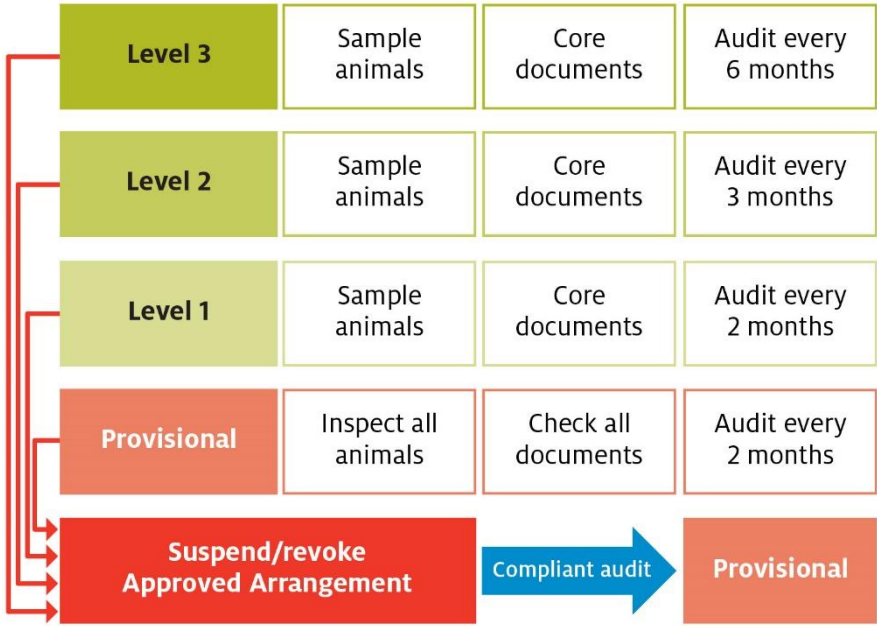 Level 3
Sample
animals
Core
documents
Audit every
6 months
Level 2
Sample
animals
Core
documents
Audit every
3 months
Level 1
Sample
animals
Core
documents
Audit every
2 months
Provisional
Inspect all
animals
Check all
documents
Audit every
2 months
Suspend/revoke
Approved Arrangement
Compliant audit
Provisional